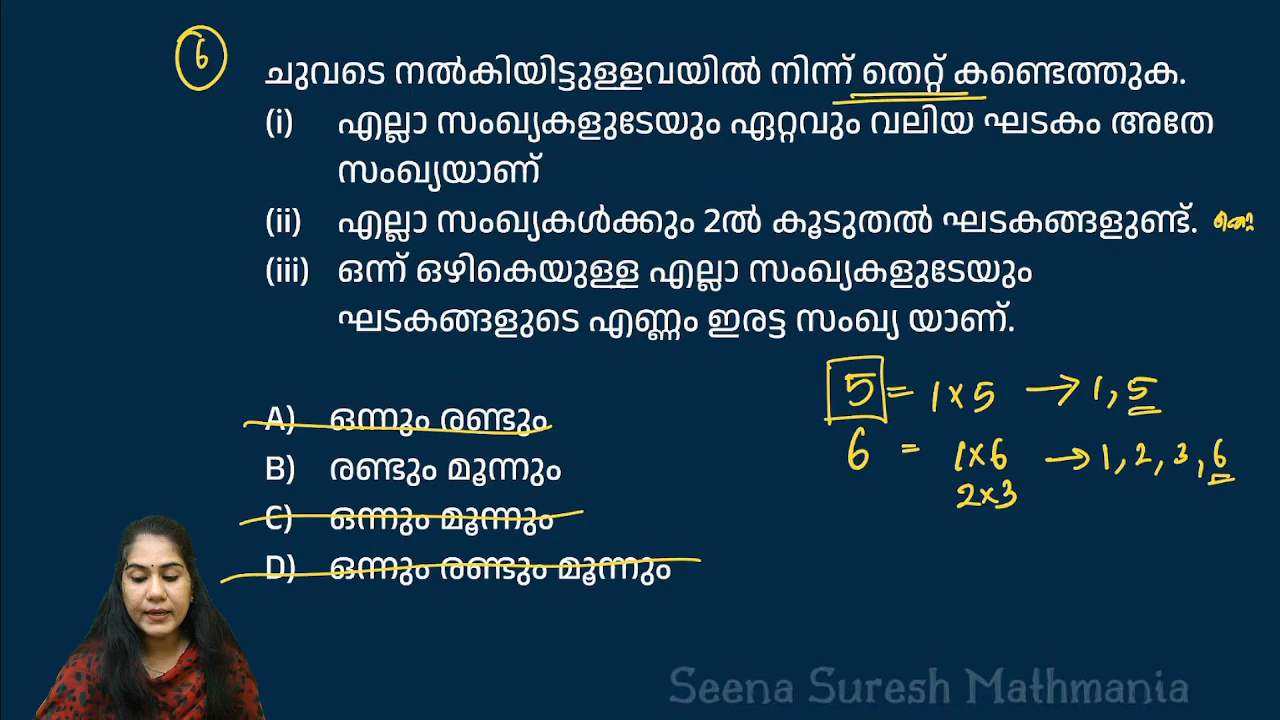 6
ചുവടെ നൽകിയിട്ടുള്ളവയിൽ നിന്ന് തെറ്റ് കണ്ടെത്തുക.
(i) എല്ലാ സംഖ്യകളുടേയും ഏറ്റവും വലിയ ഘടകം അതേ
സംഖ്യയാണ്
(ii) എല്ലാ സംഖ്യകൾക്കും 2ൽ കൂടുതൽ ഘടകങ്ങളുണ്ട്.
(iii) ഒന്ന് ഒഴികെയുള്ള എല്ലാ സംഖ്യകളുടേയും
ഘടകങ്ങളുടെ എണ്ണം ഇരട്ട സംഖ്യ യാണ്.
5 = 1 × 5 → 1, 5
A) ഒന്നും രണ്ടും
6 = 1×6 → 1, 2, 3, 6
B) രണ്ടും മൂന്നും
2×3
C) ഒന്നും മൂന്നും
D) ഒന്നും രണ്ടും മൂന്നും
Seena Suresh Mathmania